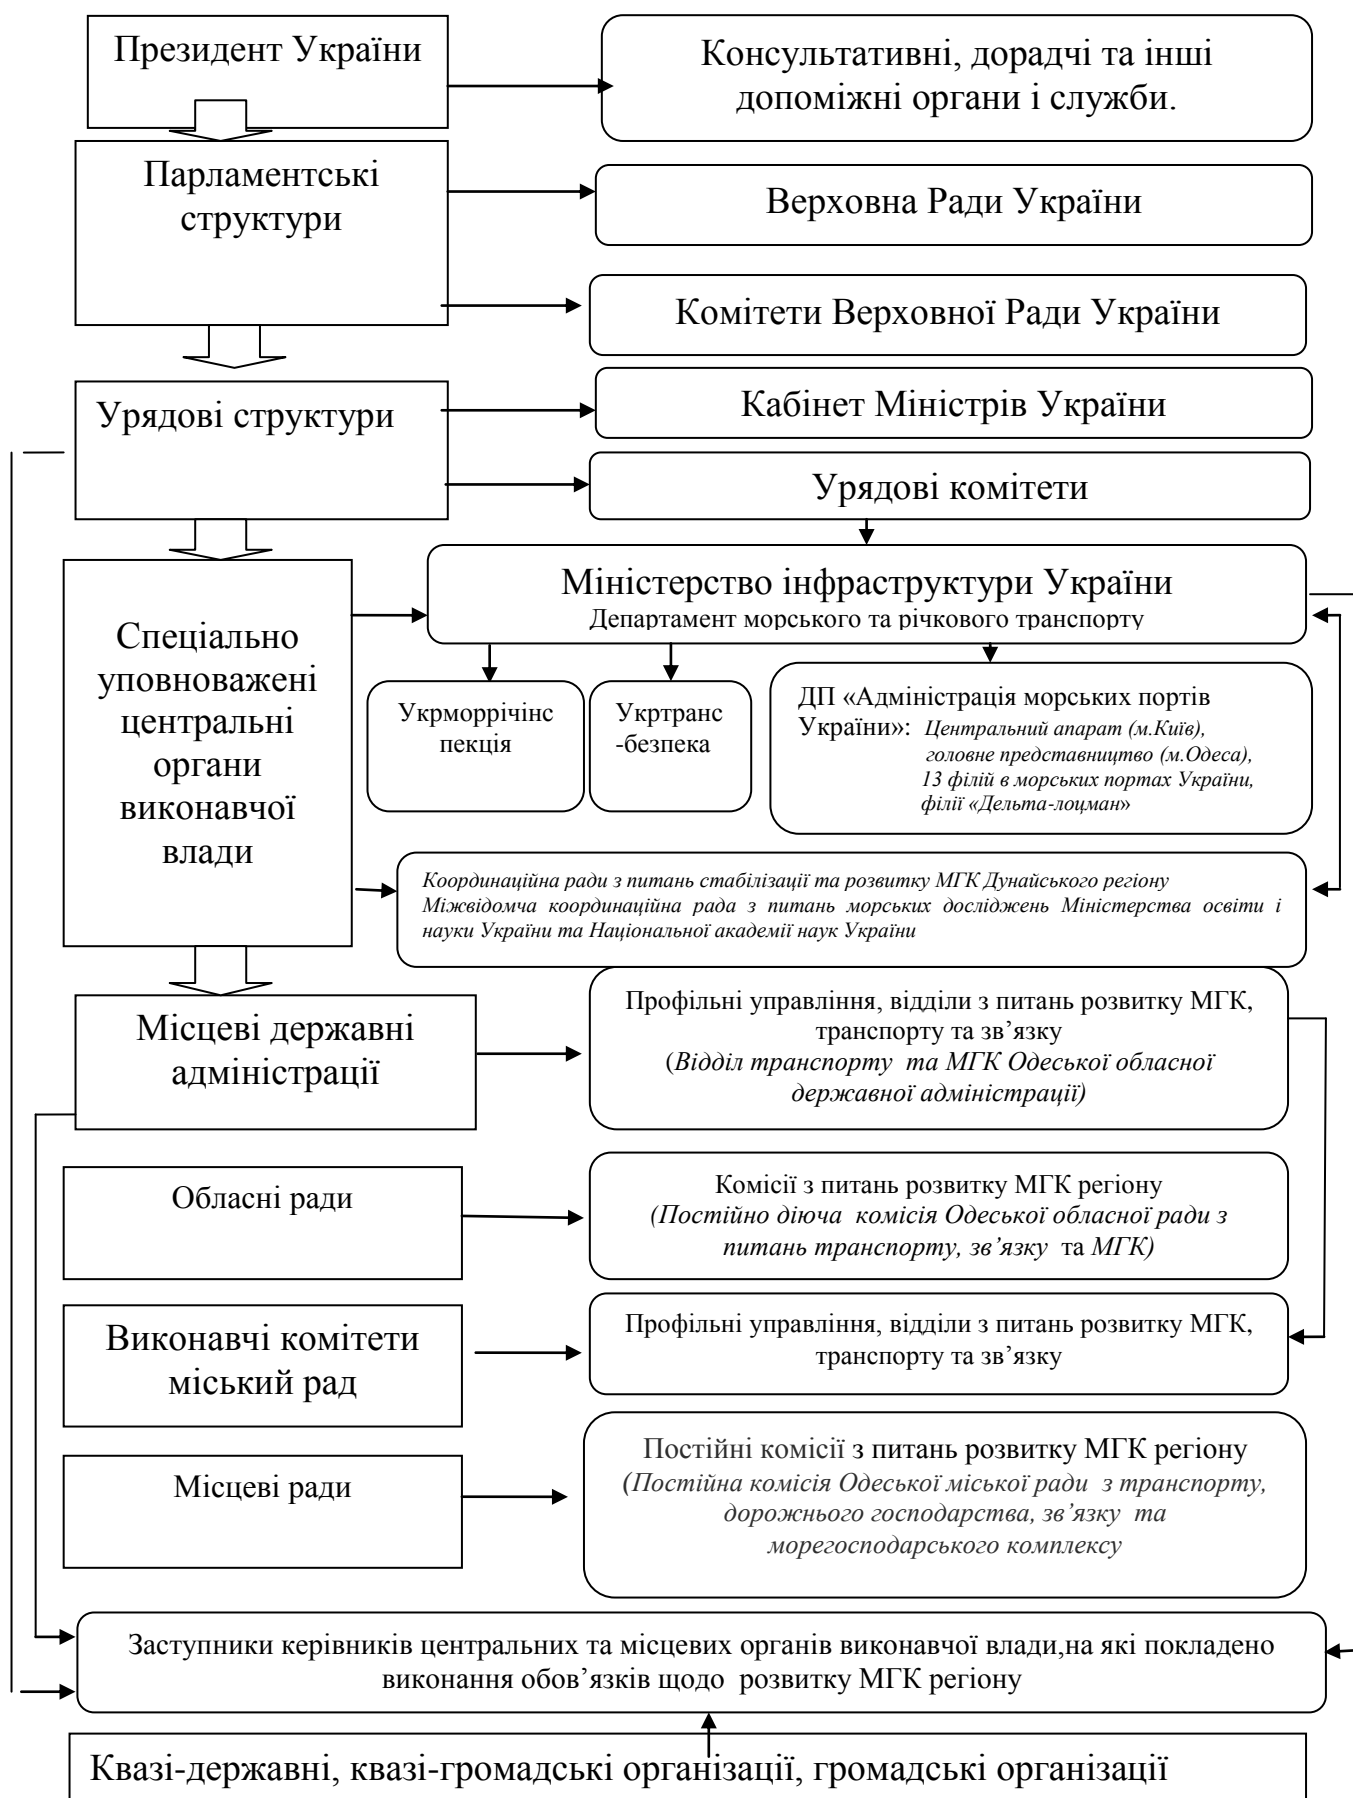 Президент України
Консультативні, дорадчі та інші
допоміжні органи і служби.
Парламентські
структури
Верховна Ради України
Комітети Верховної Ради України
Урядові структури
Кабінет Міністрів України
Урядові комітети
Спеціально
уповноважені
центральні
органи
виконавчої
влади
Міністерство інфраструктури України
Департамент морського та річкового транспорту
Укрморрічінс
пекція
Укртранс
-безпека
ДП «Адміністрація морських портів
України»: Центральний апарат (м.Київ),
головне представництво (м.Одеса),
13 філій в морських портах України,
філії «Дельта-лоцман»
Координаційна ради з питань стабілізації та розвитку МГК Дунайського регіону
Міжвідомча координаційна рада з питань морських досліджень Міністерства освіти і
науки України та Національної академії наук України
Місцеві державні
адміністрації
Профільні управління, відділи з питань розвитку МГК,
транспорту та зв’язку
(Відділ транспорту та МГК Одеської обласної
державної адміністрації)
Обласні ради
Комісії з питань розвитку МГК регіону
(Постійно діюча комісія Одеської обласної ради з
питань транспорту, зв’язку та МГК)
Виконавчі комітети
міський рад
Профільні управління, відділи з питань розвитку МГК,
транспорту та зв’язку
Місцеві ради
Постійні комісії з питань розвитку МГК регіону
(Постійна комісія Одеської міської ради з транспорту,
дорожнього господарства, зв’язку та
морегосподарського комплексу
Заступники керівників центральних та місцевих органів виконавчої влади,на які покладено
виконання обов’язків щодо розвитку МГК регіону
Квазі-державні, квазі-громадські організації, громадські організації